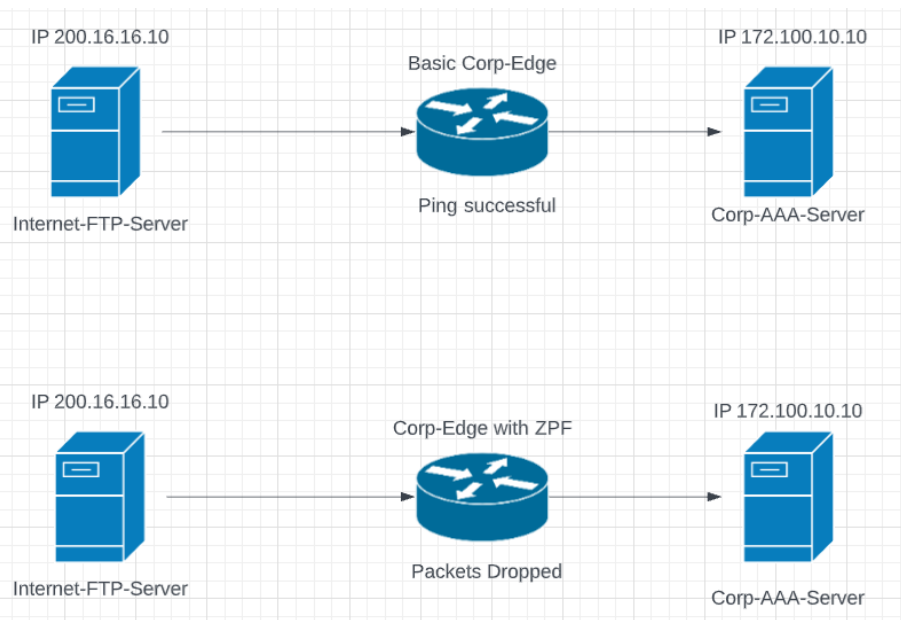 IP 200.16.16.10
IP 172.100.10.10
Basic Corp-Edge
Ping successful
Internet-FTP-Server
Corp-AAA-Server
IP 200.16.16.10
IP 172.100.10.10
Corp-Edge with ZPF
Packets Dropped
Internet-FTP-Server
Corp-AAA-Server